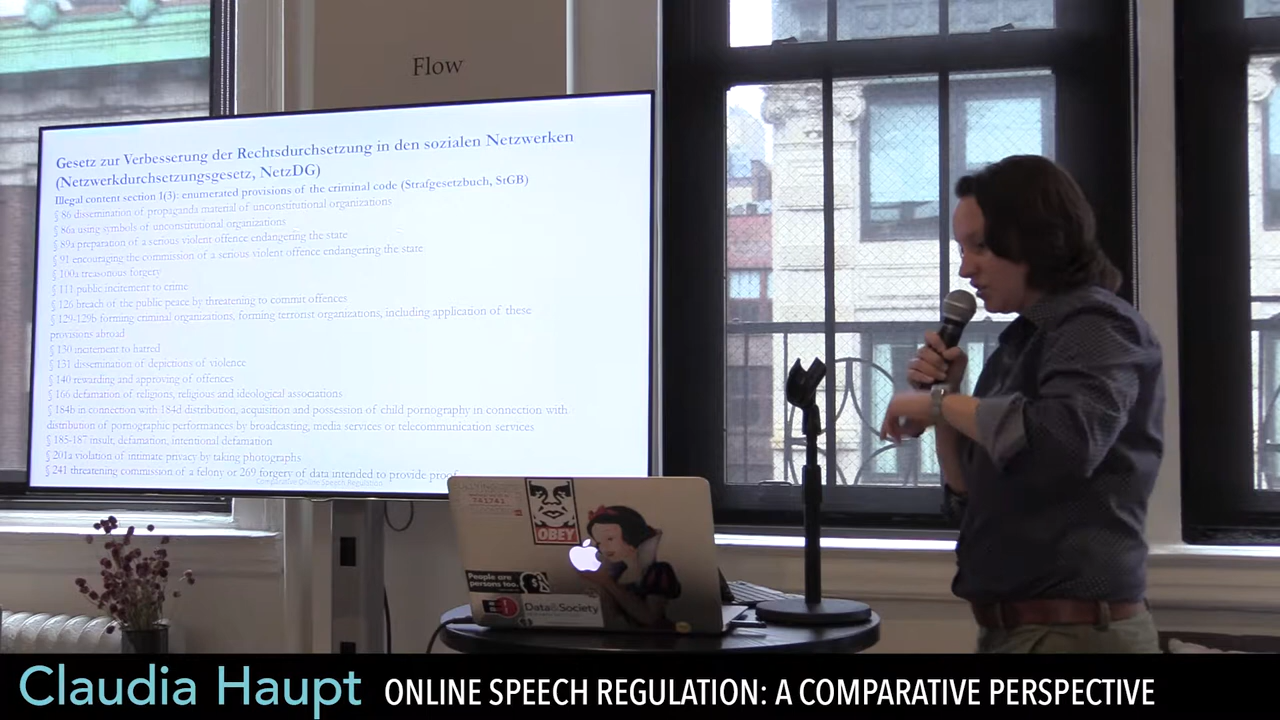 Flow
Gesetz zur Verbesserung der Rechtsdurchsetzung in den sozialen Netzwerken
(Netzwerkdurchsetzungsgesetz, NetzDG)
Illegal content section 1(3): enumerated provisions of the criminal code (Strafgesetzbuch, StGB)
§ 86 dissemination of propaganda material of unconstitutional organizations
§ 86a using symbols of unconstitutional organizations
§ 89a preparation of a serious violent offence endangering the state
§ 91 encouraging the commission of a serious violent offence endangering the state
§ 100a treasonous forgery
§ 111 public incitement to crime
§ 126 breach of the public peace by threatening to commit offences
§ 129-129b forming criminal organizations, forming terrorist organizations, including application of these
provisions abroad
§ 130 incitement to hatred
§ 131 dissemination of depictions of violence
§ 140 rewarding and approving of offences
§ 166 defamation of religions, religious and ideological associations
§ 184b in connection with 184d distribution, acquisition and possession of child pornography in connection with
distribution of pornographic performances by broadcasting, media services or telecommunication services
§ 185-187 insult, defamation, intentional defamation
§ 201a violation of intimate privacy by taking photographs
§ 241 threatening commission of a felony or 269 forgery of data intended to provide proof
Comparative Online Speech Regulation
OBEY
People are
persons too.
Data&Society
Claudia Haupt ONLINE SPEECH REGULATION: A COMPARATIVE PERSPECTIVE